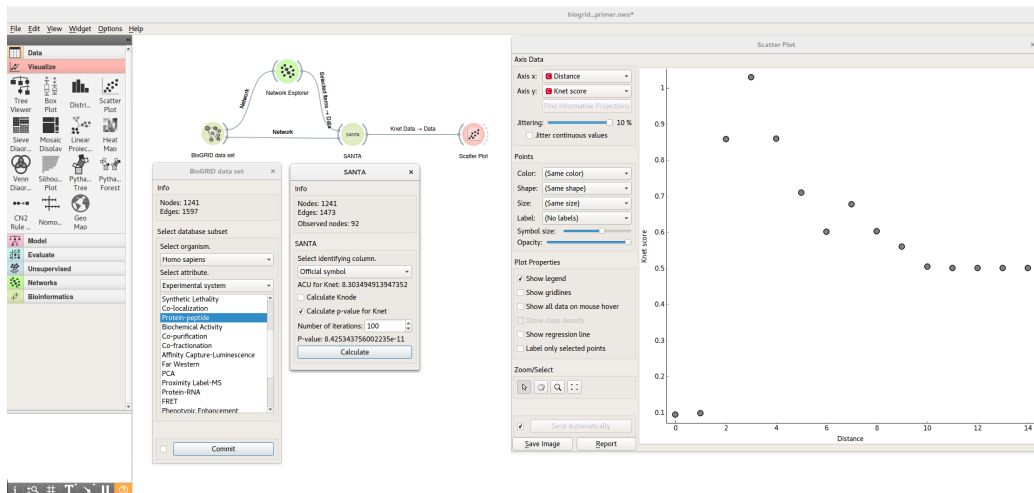 biogrid_primer.ows*
File Edit View Widget Options Help
Data
Visualize
Tree Viewer
Box Plot
Distri...
Scatter Plot
Sieve Diagr...
Mosaic Display
Linear Projec...
Heat Map
Venn Diagr...
Silhou... Plot
Pytha... Tree
Pytha... Forest
CN2 Rule ...
Nomo...
Geo Map
Model
Evaluate
Unsupervised
Networks
Bioinformatics
Network
Network Explorer
Selected Items → Data
Network
BioGRID data set
SANTA
SANTA
Knet Data → Data
Scatter Plot
BioGRID data set ×
Info
Nodes: 1241
Edges: 1597
Select database subset
Select organism.
Homo sapiens
Select attribute.
Experimental system
Synthetic Lethality
Co-localization
Protein-peptide
Biochemical Activity
Co-purification
Co-fractionation
Affinity Capture-Luminescence
Far Western
PCA
Proximity Label-MS
Protein-RNA
FRET
Phenotypic Enhancement
Commit
SANTA ×
Info
Nodes: 1241
Edges: 1473
Observed nodes: 92
SANTA
Select identifying column.
Official symbol
ACU for Knet: 8.303494913947352
Calculate Knode
Calculate p-value for Knet
Number of iterations: 100
P-value: 8.425343756002235e-11
Calculate
Scatter Plot ×
Axis Data
Axis x: C Distance
Axis y: C Knet score
Find Informative Projections
Jittering: 10 %
Jitter continuous values
Points
Color: (Same color)
Shape: (Same shape)
Size: (Same size)
Label: (No labels)
Symbol size:
Opacity:
Plot Properties
Show legend
Show gridlines
Show all data on mouse hover
Show class density
Show regression line
Label only selected points
Zoom/Select
Send Automatically
Save Image Report
Knet score
1
0.9
0.8
0.7
0.6
0.5
0.4
0.3
0.2
0.1
0 2 4 6 8 10 12 14
Distance